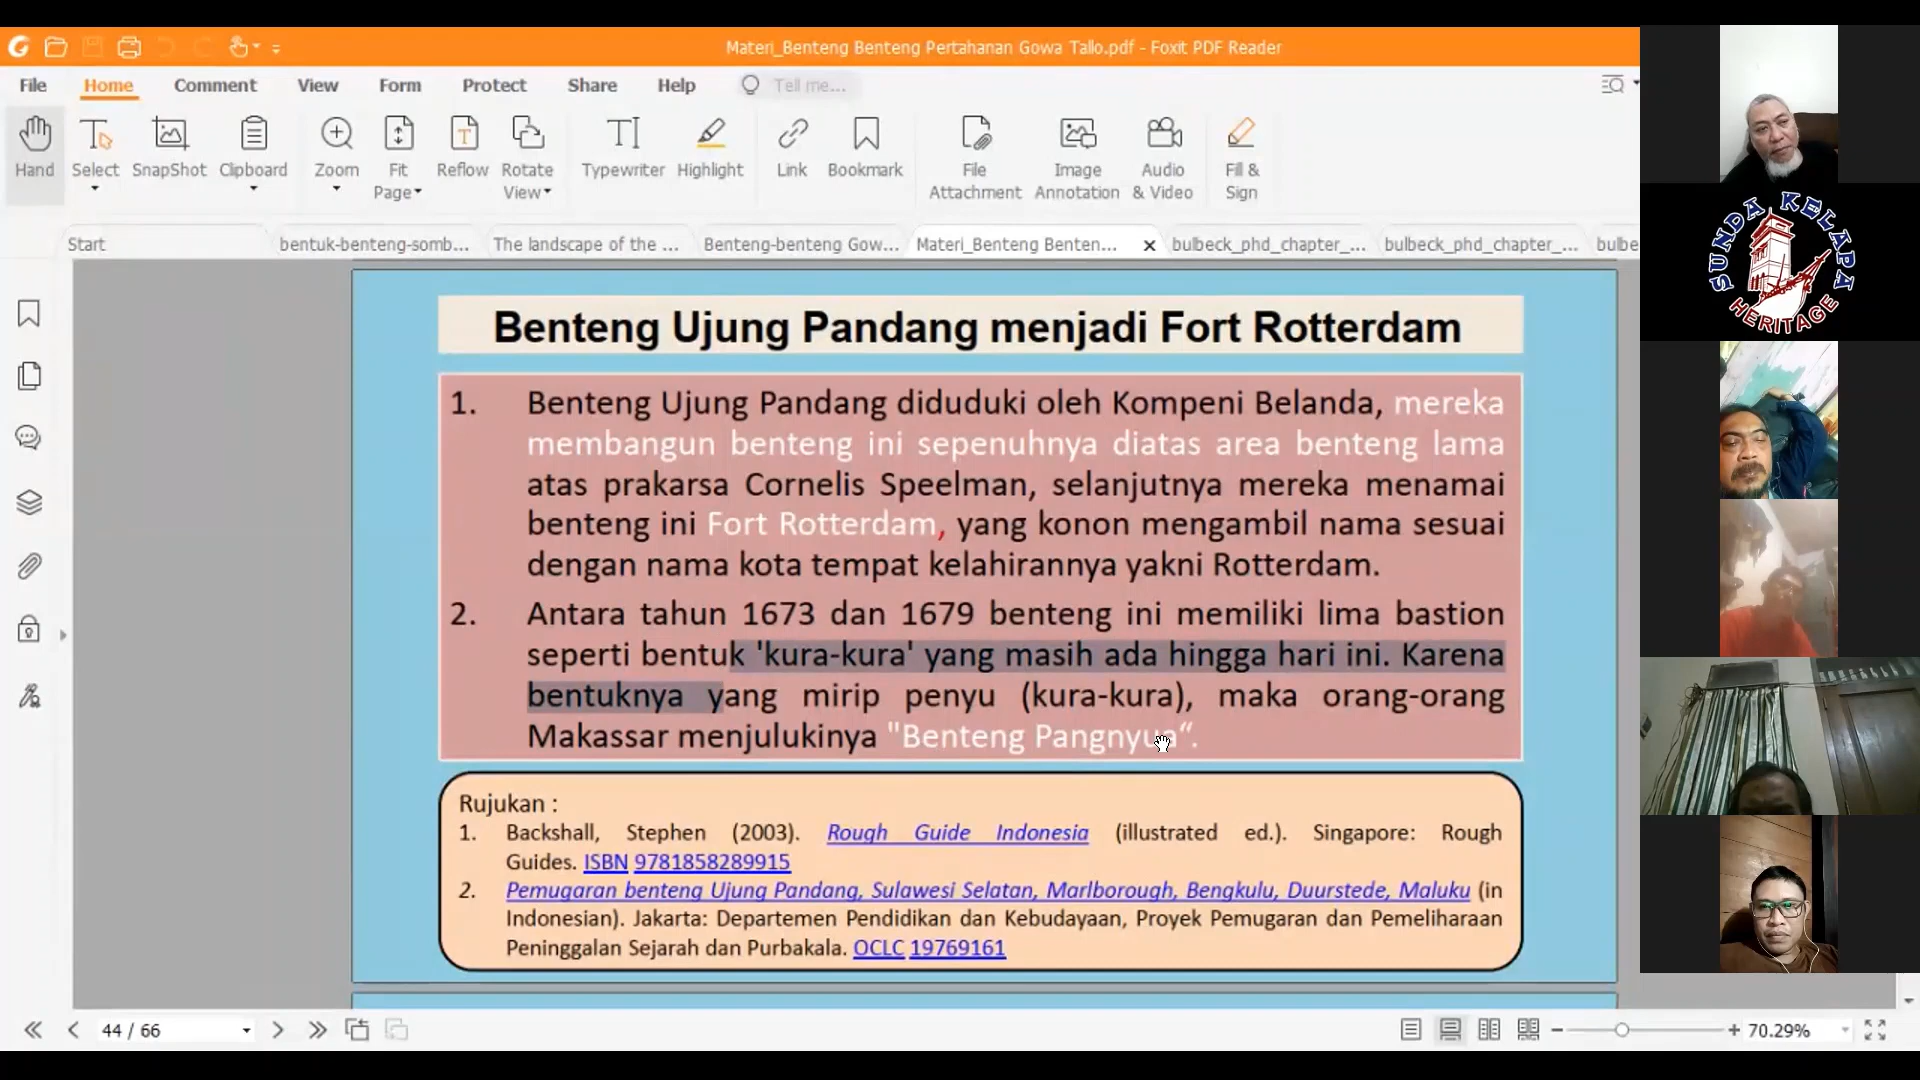 Materi_Benteng Benteng Pertahanan Gowa Tallo.pdf - Foxit PDF Reader
File Home Comment View Form Protect Share Help Tell me...
Hand Select SnapShot Clipboard Zoom Fit Page Reflow Rotate View Typewriter Highlight Link Bookmark File Attachment Image Annotation Audio & Video Fill & Sign
Start bentuk-benteng-somb... The landscape of the ... Benteng-benteng Gow... Materi_Benteng Benten... bulbeck_phd_chapter_... bulbeck_phd_chapter_... bulbe
Benteng Ujung Pandang menjadi Fort Rotterdam
1. Benteng Ujung Pandang diduduki oleh Kompeni Belanda, mereka
membangun benteng ini sepenuhnya diatas area benteng lama
atas prakarsa Cornelis Speelman, selanjutnya mereka menamai
benteng ini Fort Rotterdam, yang konon mengambil nama sesuai
dengan nama kota tempat kelahirannya yakni Rotterdam.
2. Antara tahun 1673 dan 1679 benteng ini memiliki lima bastion
seperti bentuk 'kura-kura' yang masih ada hingga hari ini. Karena
bentuknya yang mirip penyu (kura-kura), maka orang-orang
Makassar menjulukinya "Benteng Pangnyua“.
Rujukan :
1. Backshall, Stephen (2003). Rough Guide Indonesia (illustrated ed.). Singapore: Rough
Guides. ISBN 9781858289915
2. Pemugaran benteng Ujung Pandang, Sulawesi Selatan, Marlborough, Bengkulu, Duurstede, Maluku (in
Indonesian). Jakarta: Departemen Pendidikan dan Kebudayaan, Proyek Pemugaran dan Pemeliharaan
Peninggalan Sejarah dan Purbakala. OCLC 19769161
44 / 66
70.29%
SUNDA KELAPA
HERITAGE